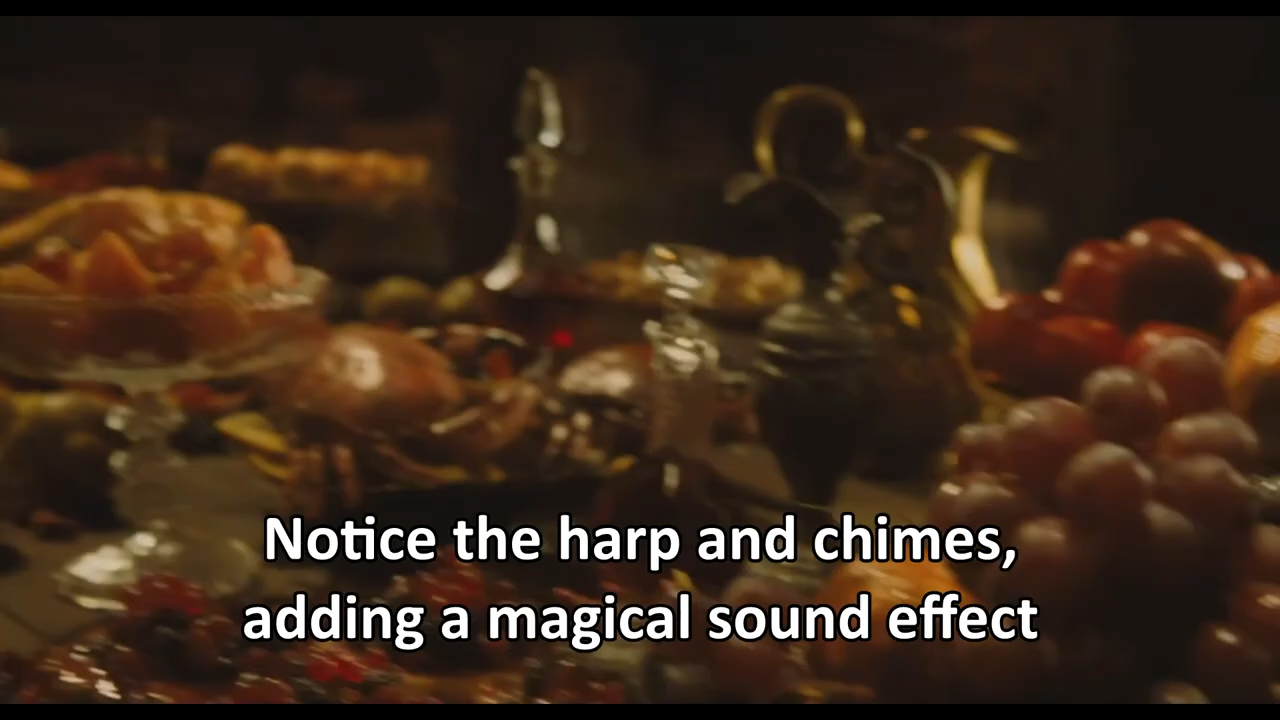 Notice the harp and chimes,
adding a magical sound effect